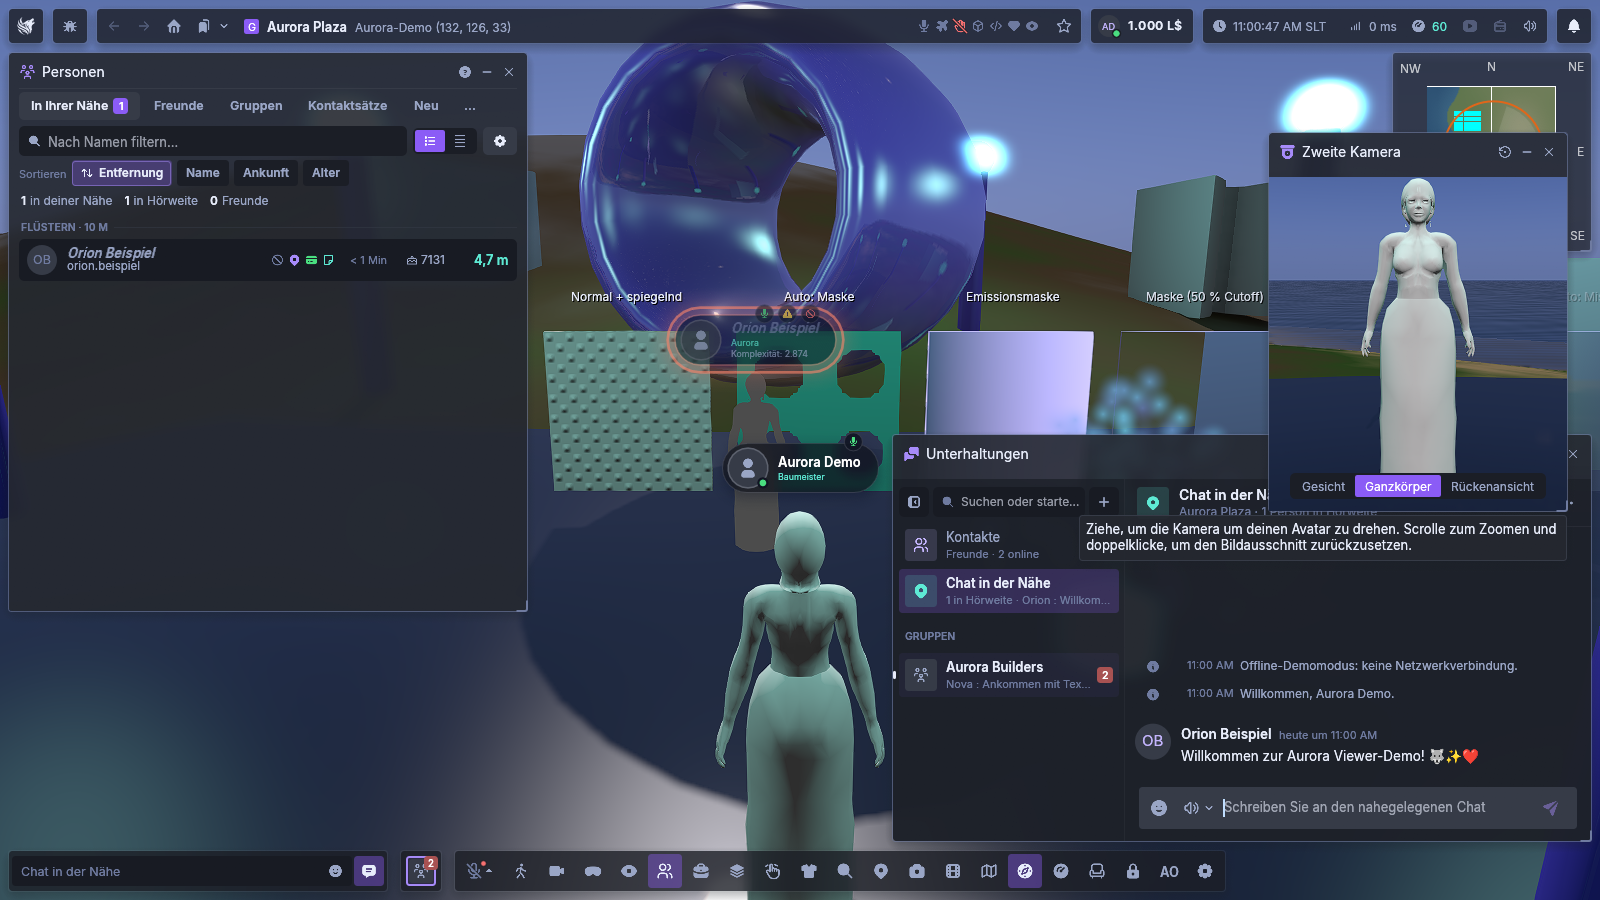 G Aurora Plaza Aurora-Demo (132, 126, 33)
AD 1.000 L$
11:00:47 AM SLT 0 ms 60
Personen
In Ihrer Nähe 1 Freunde Gruppen Kontaktsätze Neu ...
Nach Namen filtern...
Sortieren Entfernung Name Ankunft Alter
1 in deiner Nähe 1 in Hörweite 0 Freunde
FLÜSTERN · 10 M
OB Orion Beispiel
orion.beispiel
< 1 Min 7131 4,7 m
NW N NE
E
SE
Zweite Kamera
Gesicht Ganzkörper Rückenansicht
Normal + spiegelnd Auto: Maske Emissionsmaske Maske (50 % Cutoff)
Orion Beispiel
Aurora
Komplexität: 2.874
Aurora Demo
Baumeister
Unterhaltungen
Suchen oder starte... +
Kontakte
Freunde · 2 online
Chat in der Nähe
1 in Hörweite · Orion : Willkom...
GRUPPEN
Aurora Builders
Nova : Ankommen mit Tex... 2
Chat in der Nä
Aurora Plaza · 1 Person in Hörweite
Ziehe, um die Kamera um deinen Avatar zu drehen. Scrolle zum Zoomen und
doppelklicke, um den Bildausschnitt zurückzusetzen.
11:00 AM Offline-Demomodus: keine Netzwerkverbindung.
11:00 AM Willkommen, Aurora Demo.
OB Orion Beispiel heute um 11:00 AM
Willkommen zur Aurora Viewer-Demo! 🐺✨❤️
Schreiben Sie an den nahegelegenen Chat
Chat in der Nähe
2
AO